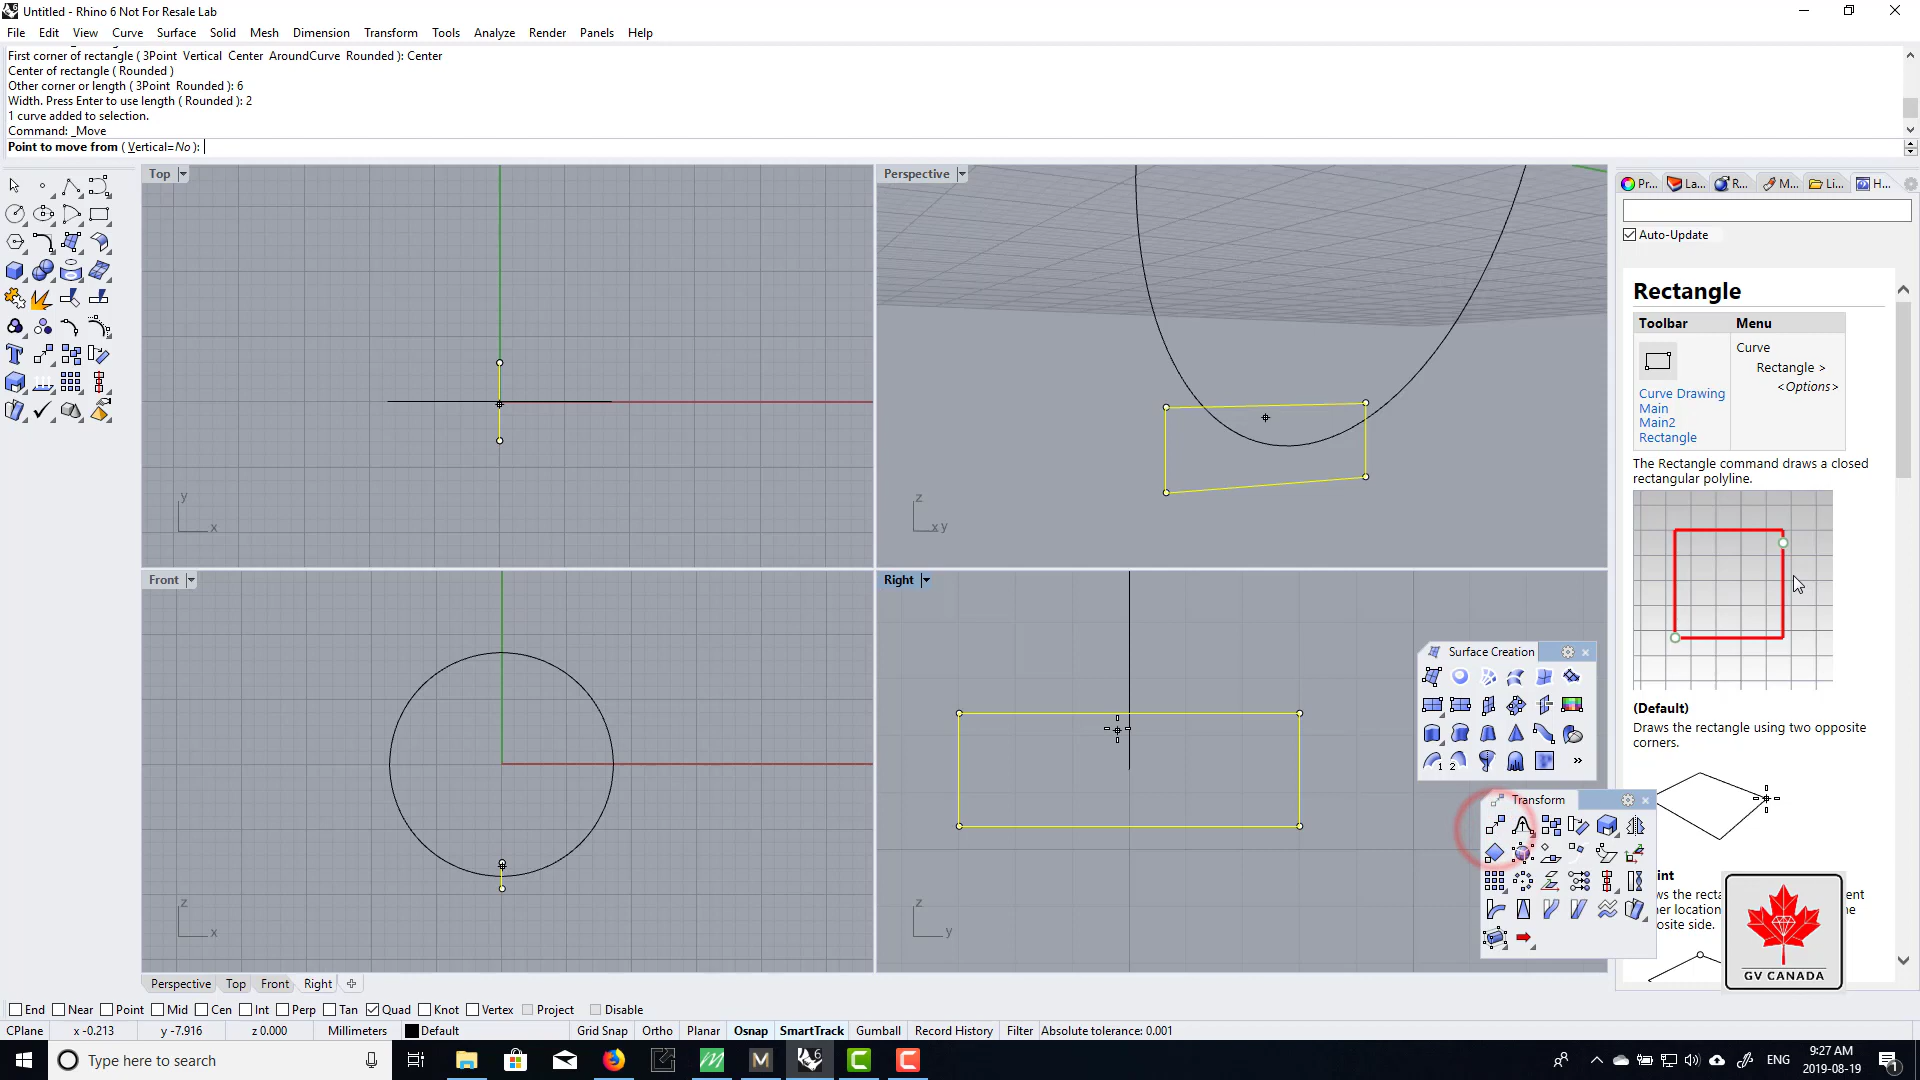 Untitled - Rhino 6 Not For Resale Lab
File Edit View Curve Surface Solid Mesh Dimension Transform Tools Analyze Render Panels Help
First corner of rectangle ( 3Point Vertical Center AroundCurve Rounded ): Center
Center of rectangle ( Rounded )
Other corner or length ( 3Point Rounded ): 6
Width. Press Enter to use length ( Rounded ): 2
1 curve added to selection.
Command: _Move
Point to move from ( Vertical=No ):
Top
Perspective
Pr... La... R... M... Li... H...
Auto-Update
Rectangle
Toolbar Menu
Curve
Rectangle >
<Options>
Curve Drawing
Main
Main2
Rectangle
The Rectangle command draws a closed
rectangular polyline.
y
x
z
x y
Front
Right
Surface Creation
(Default)
Draws the rectangle using two opposite
corners.
Transform
z
x
z
y
GV CANADA
Perspective Top Front Right
End Near Point Mid Cen Int Perp Tan Quad Knot Vertex Project Disable
CPlane x -0.213 y -7.916 z 0.000 Millimeters Default Grid Snap Ortho Planar Osnap SmartTrack Gumball Record History Filter Absolute tolerance: 0.001
Type here to search
ENG
9:27 AM
2019-08-19
1